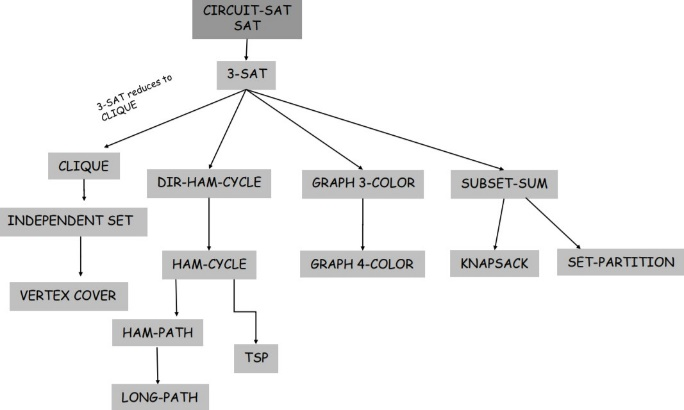 CIRCUIT-SAT
SAT
3-SAT
3-SAT reduces to
CLIQUE
CLIQUE
DIR-HAM-CYCLE
GRAPH 3-COLOR
SUBSET-SUM
INDEPENDENT SET
HAM-CYCLE
GRAPH 4-COLOR
KNAPSACK
SET-PARTITION
VERTEX COVER
HAM-PATH
TSP
LONG-PATH